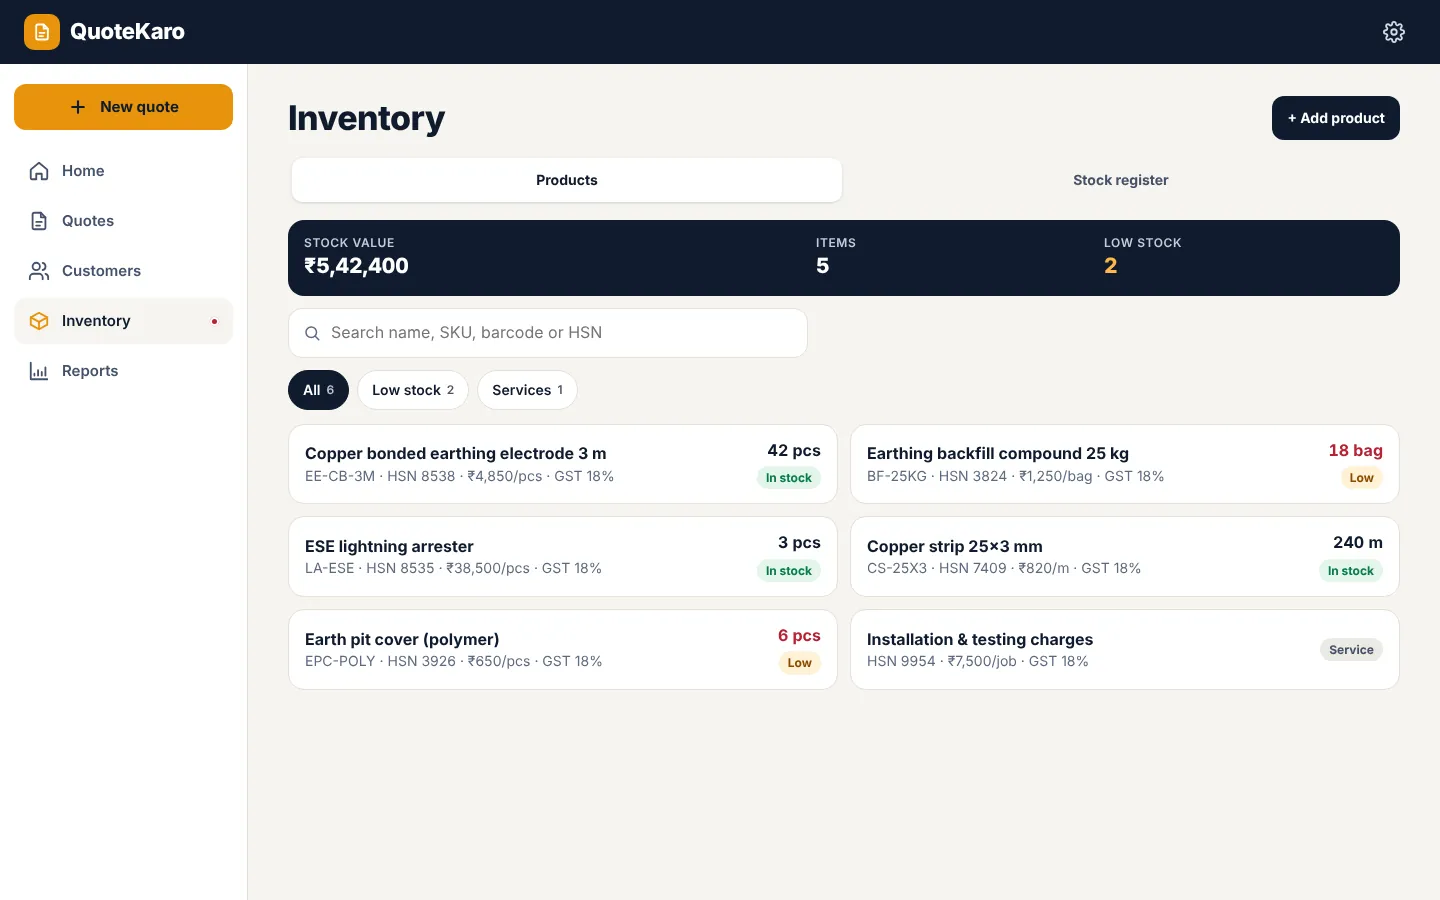 QuoteKaro
+ New quote
Home
Quotes
Customers
Inventory
Reports
Inventory
+ Add product
Products
Stock register
STOCK VALUE
₹5,42,400
ITEMS
5
LOW STOCK
2
Search name, SKU, barcode or HSN
All 6
Low stock 2
Services 1
Copper bonded earthing electrode 3 m
EE-CB-3M · HSN 8538 · ₹4,850/pcs · GST 18%
42 pcs
In stock
Earthing backfill compound 25 kg
BF-25KG · HSN 3824 · ₹1,250/bag · GST 18%
18 bag
Low
ESE lightning arrester
LA-ESE · HSN 8535 · ₹38,500/pcs · GST 18%
3 pcs
In stock
Copper strip 25×3 mm
CS-25X3 · HSN 7409 · ₹820/m · GST 18%
240 m
In stock
Earth pit cover (polymer)
EPC-POLY · HSN 3926 · ₹650/pcs · GST 18%
6 pcs
Low
Installation & testing charges
HSN 9954 · ₹7,500/job · GST 18%
Service